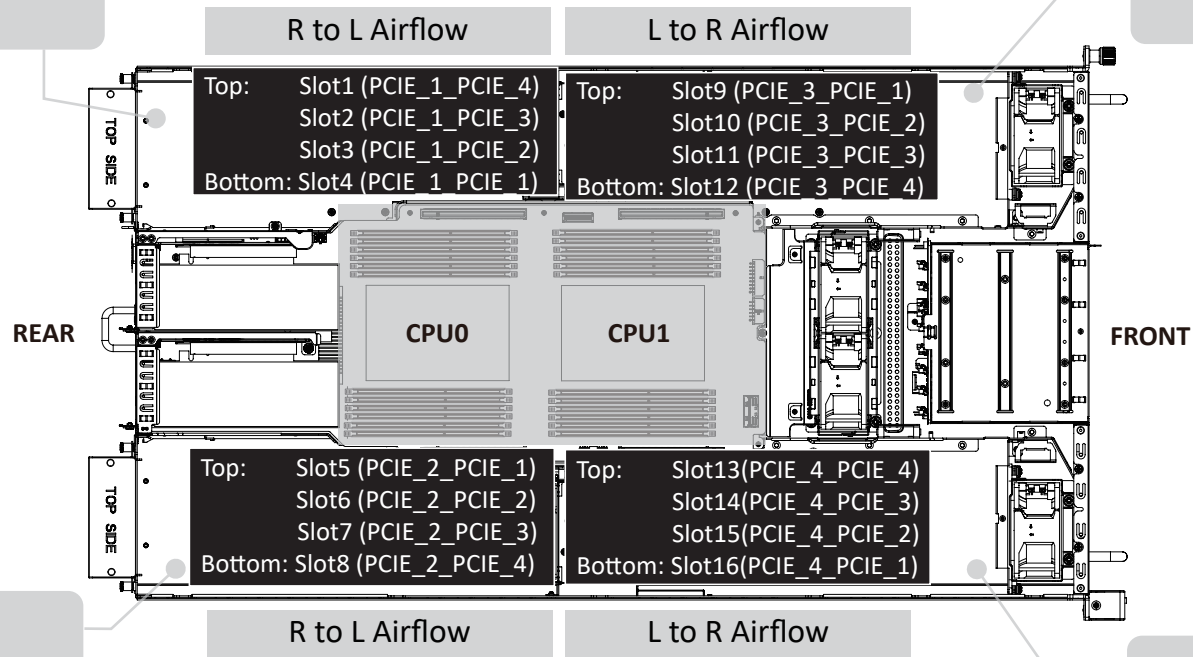 R to L Airflow
L to R Airflow
Top: Slot1 (PCIE_1_PCIE_4)
Slot2 (PCIE_1_PCIE_3)
Slot3 (PCIE_1_PCIE_2)
Bottom: Slot4 (PCIE_1_PCIE_1)
Top: Slot9 (PCIE_3_PCIE_1)
Slot10 (PCIE_3_PCIE_2)
Slot11 (PCIE_3_PCIE_3)
Bottom: Slot12 (PCIE_3_PCIE_4)
TOP SIDE
REAR
CPU0
CPU1
FRONT
TOP SIDE
Top: Slot5 (PCIE_2_PCIE_1)
Slot6 (PCIE_2_PCIE_2)
Slot7 (PCIE_2_PCIE_3)
Bottom: Slot8 (PCIE_2_PCIE_4)
Top: Slot13(PCIE_4_PCIE_4)
Slot14(PCIE_4_PCIE_3)
Slot15(PCIE_4_PCIE_2)
Bottom: Slot16(PCIE_4_PCIE_1)
R to L Airflow
L to R Airflow